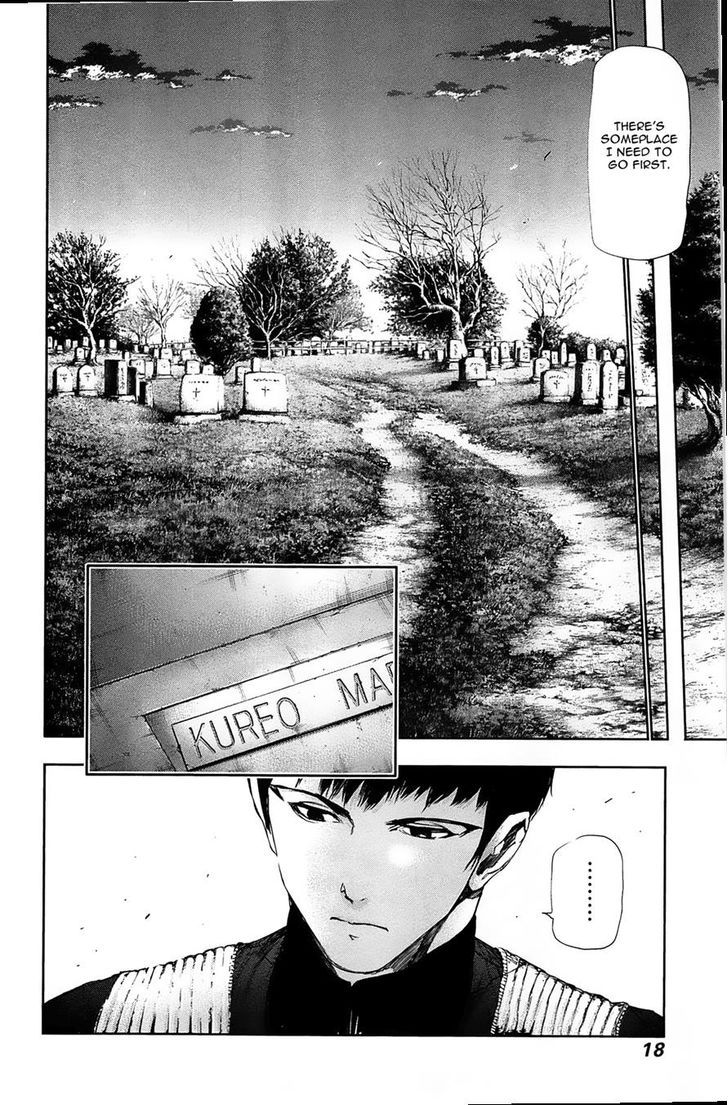 THERE'S
SOMEPLACE
I NEED TO
GO FIRST.
KUREO MA
........
18